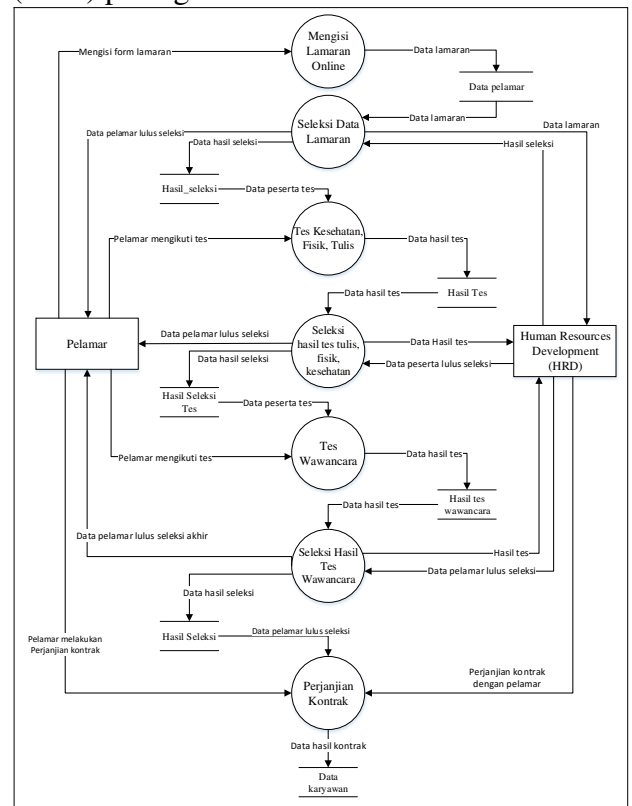 Mengisi
Lamaran
Online
Mengisi form lamaran
Data lamaran
Data pelamar
Data lamaran
Seleksi Data
Lamaran
Data lamaran
Data pelamar lulus seleksi
Data hasil seleksi
Hasil seleksi
Hasil_seleksi
Data peserta tes
Tes Kesehatan,
Fisik, Tulis
Pelamar mengikuti tes
Data hasil tes
Hasil Tes
Data hasil tes
Pelamar
Data pelamar lulus seleksi
Seleksi
hasil tes tulis,
fisik,
kesehatan
Data Hasil tes
Human Resources
Development
(HRD)
Data hasil seleksi
Data peserta lulus seleksi
Hasil Seleksi
Tes
Data peserta tes
Tes
Wawancara
Pelamar mengikuti tes
Data hasil tes
Hasil tes
wawancara
Data hasil tes
Data pelamar lulus seleksi akhir
Seleksi Hasil
Tes
Wawancara
Hasil tes
Data pelamar lulus seleksi
Data hasil seleksi
Hasil Seleksi
Data pelamar lulus seleksi
Pelamar melakukan
Perjanjian kontrak
Perjanjian
Kontrak
Perjanjian kontrak
dengan pelamar
Data hasil kontrak
Data
karyawan